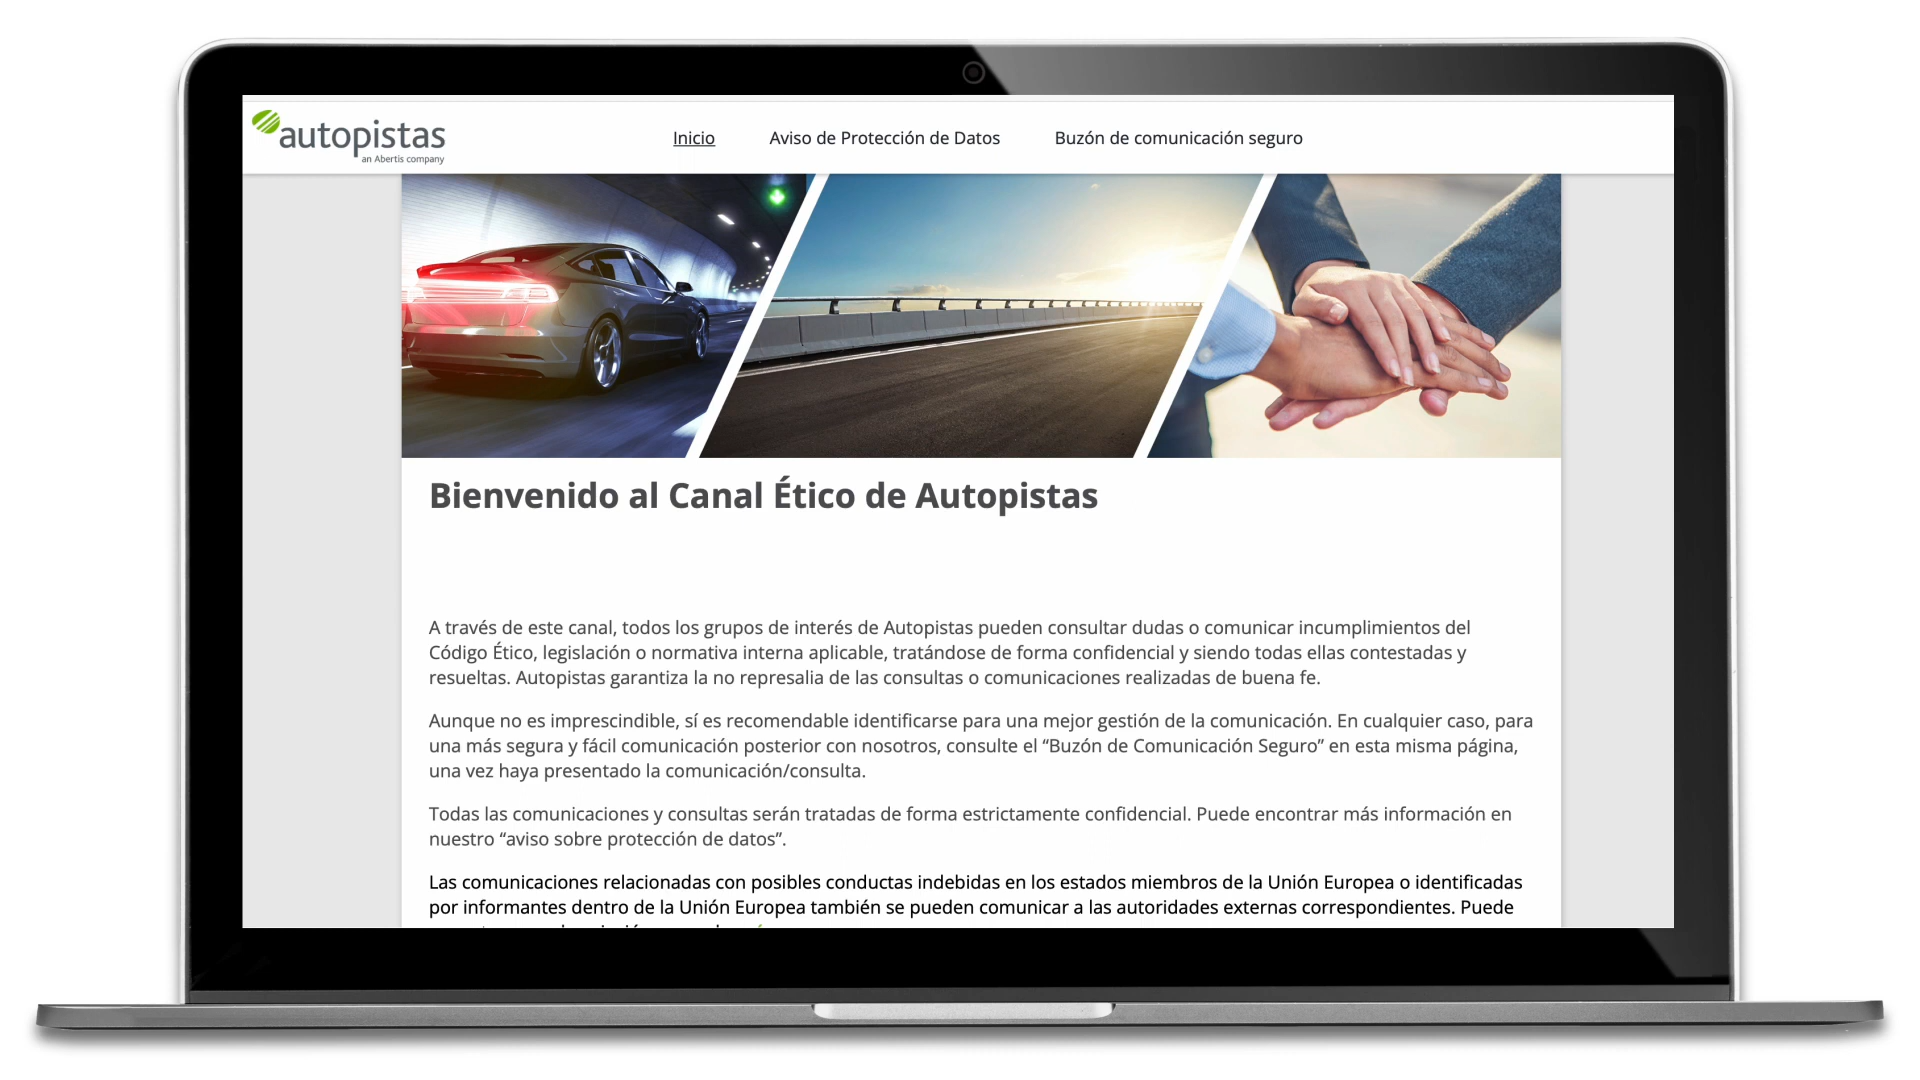 autopistas
an Abertis company
Inicio
Aviso de Protección de Datos
Buzón de comunicación seguro
Bienvenido al Canal Ético de Autopistas
A través de este canal, todos los grupos de interés de Autopistas pueden consultar dudas o comunicar incumplimientos del
Código Ético, legislación o normativa interna aplicable, tratándose de forma confidencial y siendo todas ellas contestadas y
resueltas. Autopistas garantiza la no represalia de las consultas o comunicaciones realizadas de buena fe.
Aunque no es imprescindible, sí es recomendable identificarse para una mejor gestión de la comunicación. En cualquier caso, para
una más segura y fácil comunicación posterior con nosotros, consulte el “Buzón de Comunicación Seguro” en esta misma página,
una vez haya presentado la comunicación/consulta.
Todas las comunicaciones y consultas serán tratadas de forma estrictamente confidencial. Puede encontrar más información en
nuestro “aviso sobre protección de datos”.
Las comunicaciones relacionadas con posibles conductas indebidas en los estados miembros de la Unión Europea o identificadas
por informantes dentro de la Unión Europea también se pueden comunicar a las autoridades externas correspondientes. Puede